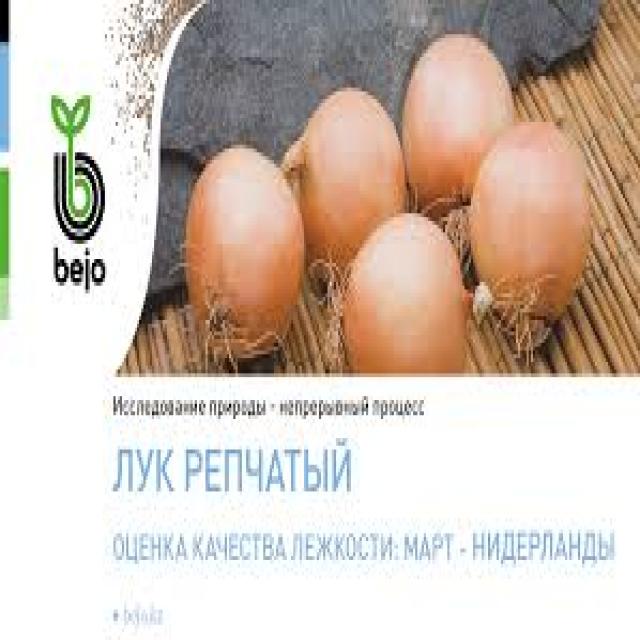 bejo
Исследование природы - непрерывный процесс
ЛУК РЕПЧАТЫЙ
ОЦЕНКА КАЧЕСТВА ЛЕЖКОСТИ: МАРТ - НИДЕРЛАНДЫ